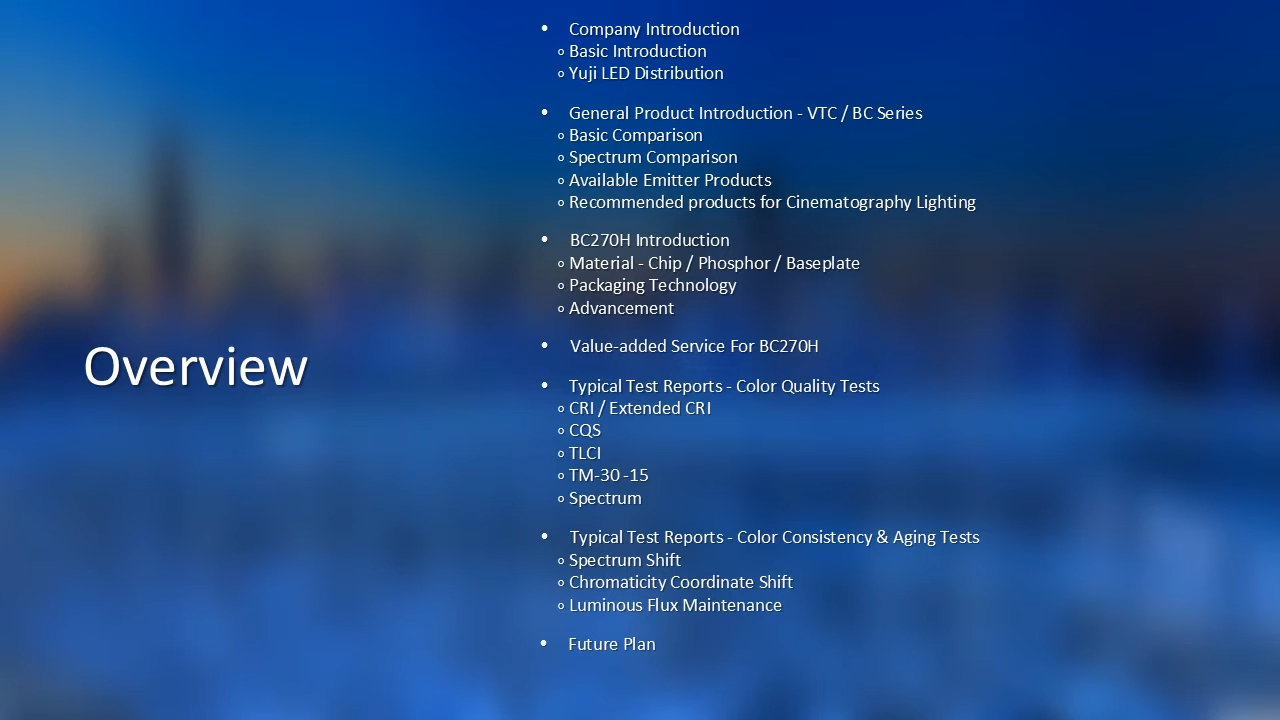 Overview
• Company Introduction
◦ Basic Introduction
◦ Yuji LED Distribution
• General Product Introduction - VTC / BC Series
◦ Basic Comparison
◦ Spectrum Comparison
◦ Available Emitter Products
◦ Recommended products for Cinematography Lighting
• BC270H Introduction
◦ Material - Chip / Phosphor / Baseplate
◦ Packaging Technology
◦ Advancement
• Value-added Service For BC270H
• Typical Test Reports - Color Quality Tests
◦ CRI / Extended CRI
◦ CQS
◦ TLCI
◦ TM-30 -15
◦ Spectrum
• Typical Test Reports - Color Consistency & Aging Tests
◦ Spectrum Shift
◦ Chromaticity Coordinate Shift
◦ Luminous Flux Maintenance
• Future Plan